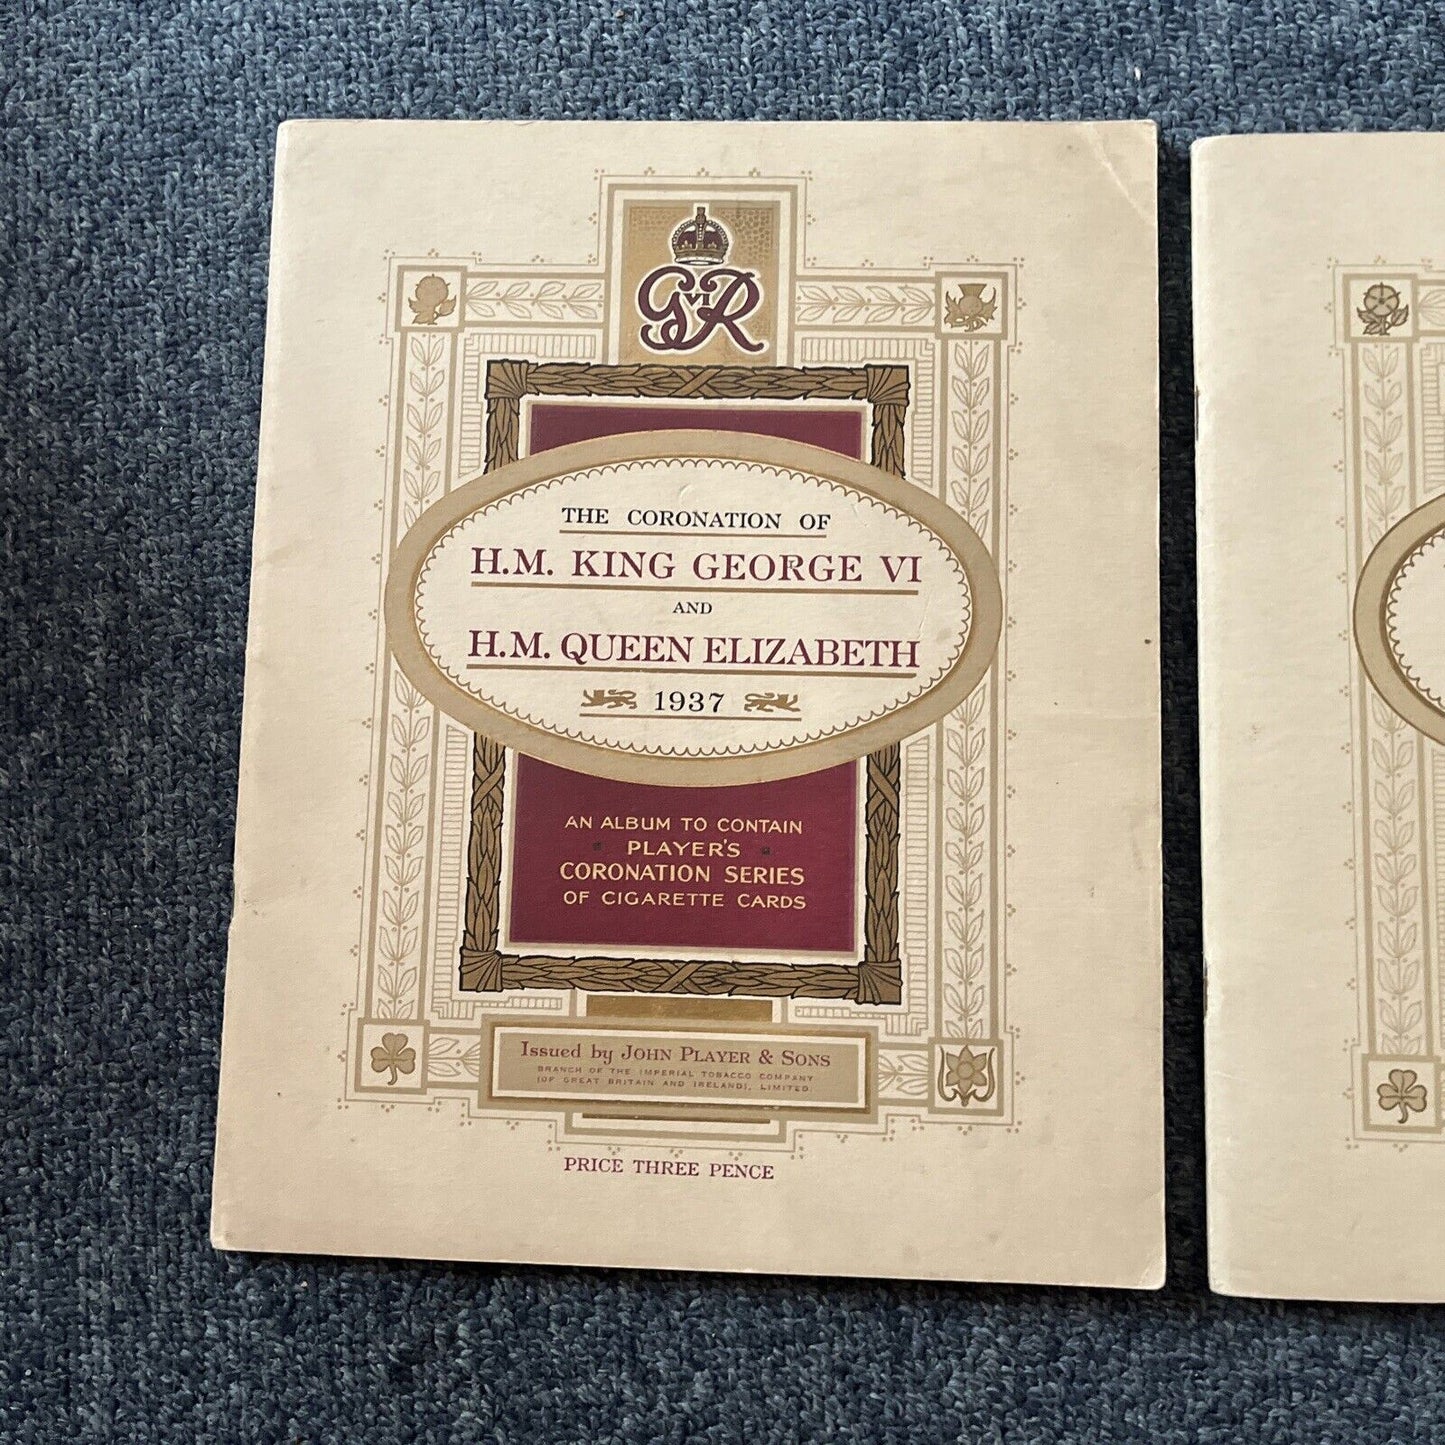 GVIR
THE CORONATION OF
H.M. KING GEORGE VI
AND
H.M. QUEEN ELIZABETH
1937
AN ALBUM TO CONTAIN
PLAYER'S
CORONATION SERIES
OF CIGARETTE CARDS
Issued by JOHN PLAYER & SONS
BRANCH OF THE IMPERIAL TOBACCO COMPANY
(OF GREAT BRITAIN AND IRELAND), LIMITED
PRICE THREE PENCE